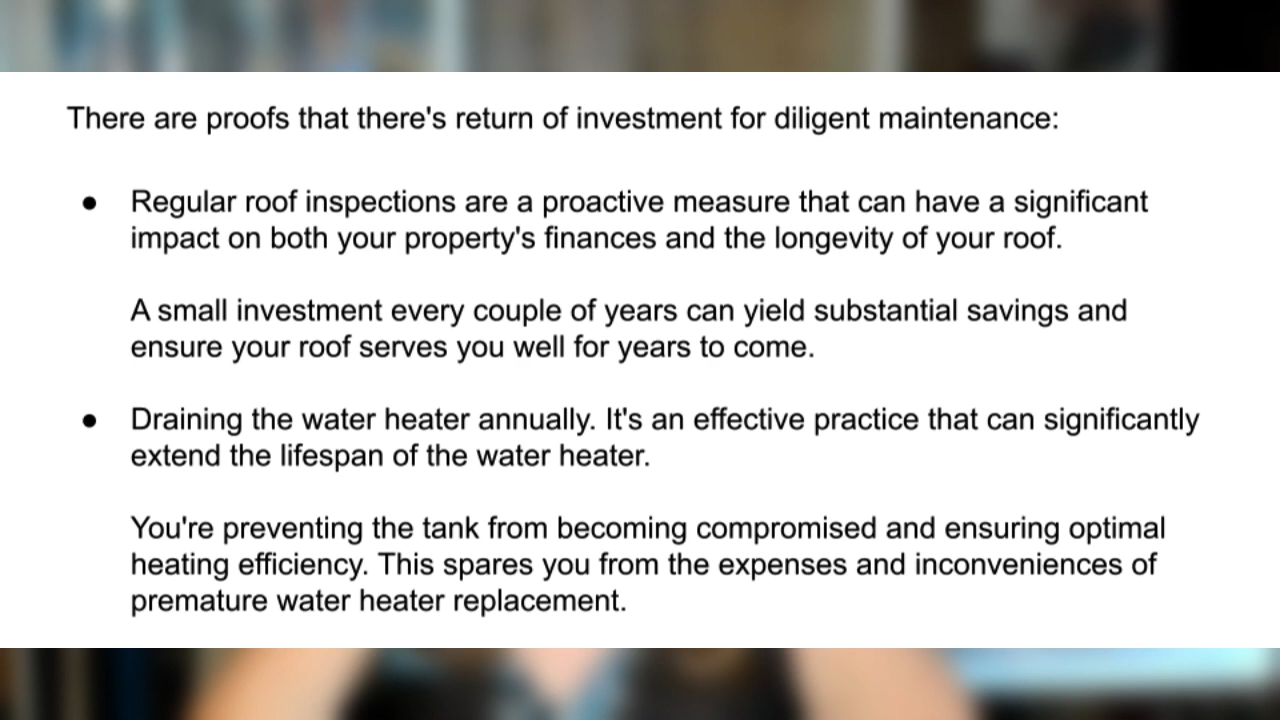 There are proofs that there's return of investment for diligent maintenance:
● Regular roof inspections are a proactive measure that can have a significant
impact on both your property's finances and the longevity of your roof.
A small investment every couple of years can yield substantial savings and
ensure your roof serves you well for years to come.
● Draining the water heater annually. It's an effective practice that can significantly
extend the lifespan of the water heater.
You're preventing the tank from becoming compromised and ensuring optimal
heating efficiency. This spares you from the expenses and inconveniences of
premature water heater replacement.